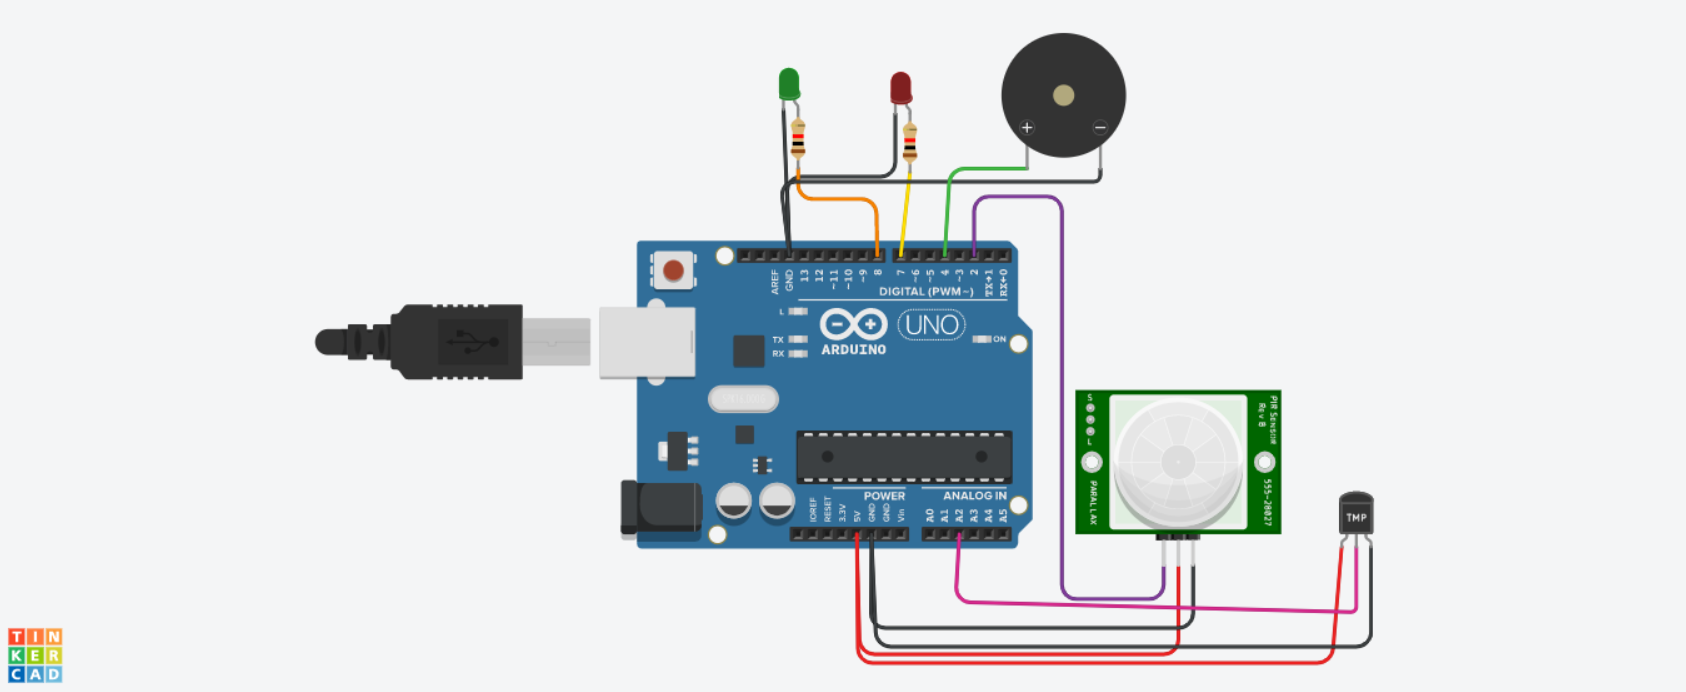 + −
AREF
GND
13
12
~11
~10
~9
8
7
~6
~5
4
~3
2
TX→1
RX←0
DIGITAL (PWM~)
L
UNO
TX
RX
ARDUINO
ON
S
L
PIR SENSOR
Rev B
PARALLAX
555-28027
POWER
ANALOG IN
IOREF
RESET
3.3V
5V
GND
GND
Vin
A0
A1
A2
A3
A4
A5
TMP
TIN
KER
CAD